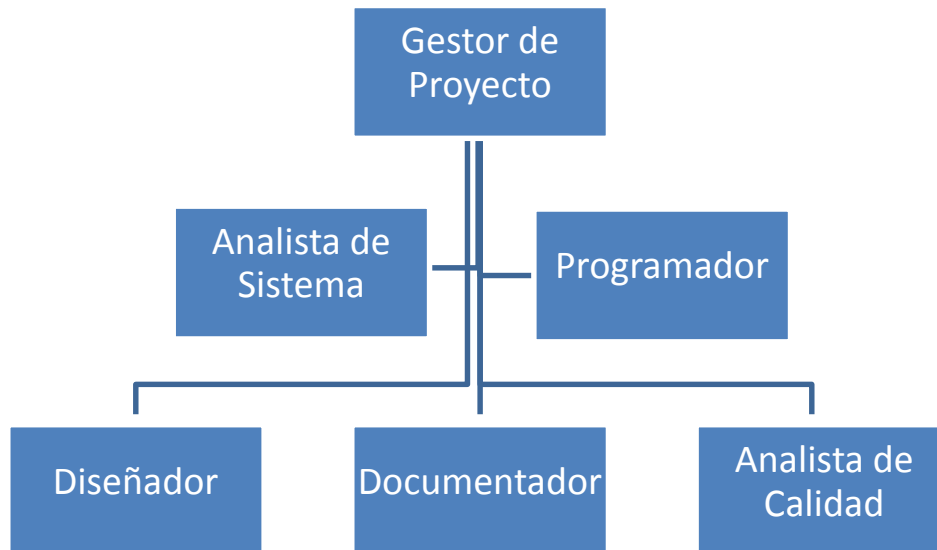 Gestor de
Proyecto
Analista de
Sistema
Programador
Diseñador
Documentador
Analista de
Calidad